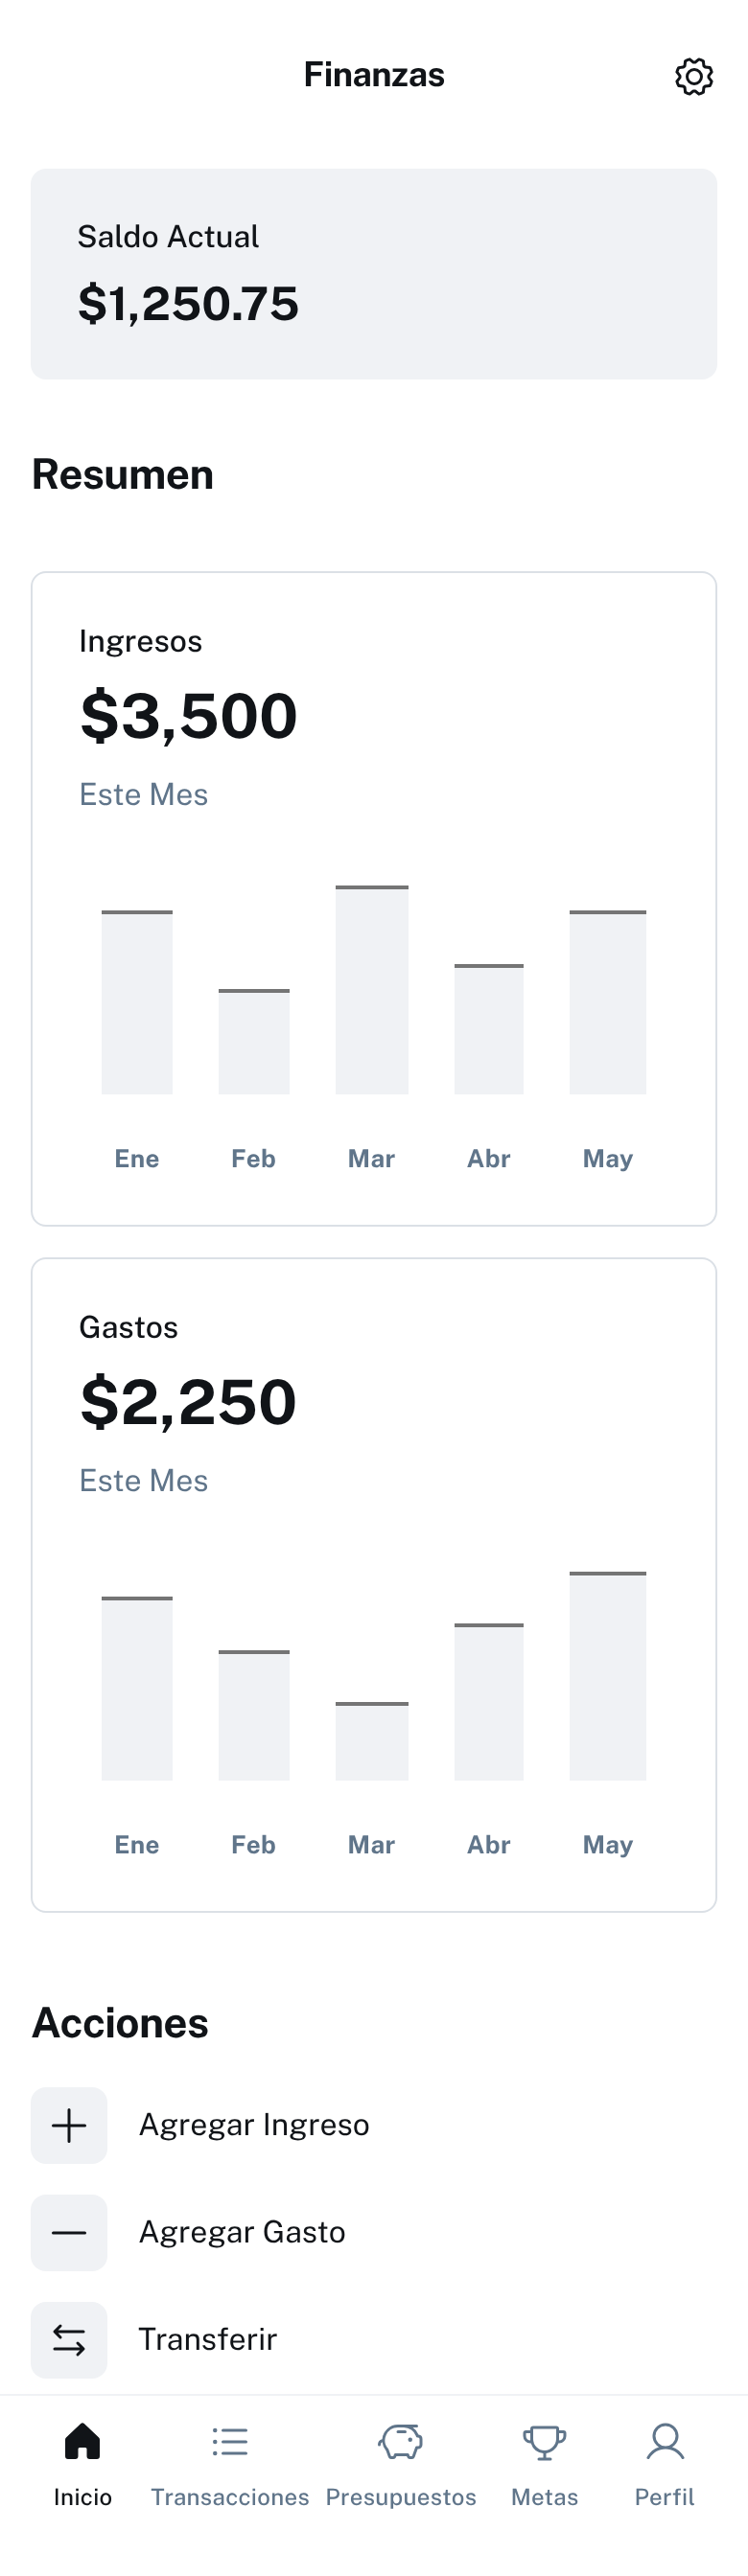 Finanzas
Saldo Actual
$1,250.75
Resumen
Ingresos
$3,500
Este Mes
Ene Feb Mar Abr May
Gastos
$2,250
Este Mes
Ene Feb Mar Abr May
Acciones
Agregar Ingreso
Agregar Gasto
Transferir
Inicio Transacciones Presupuestos Metas Perfil